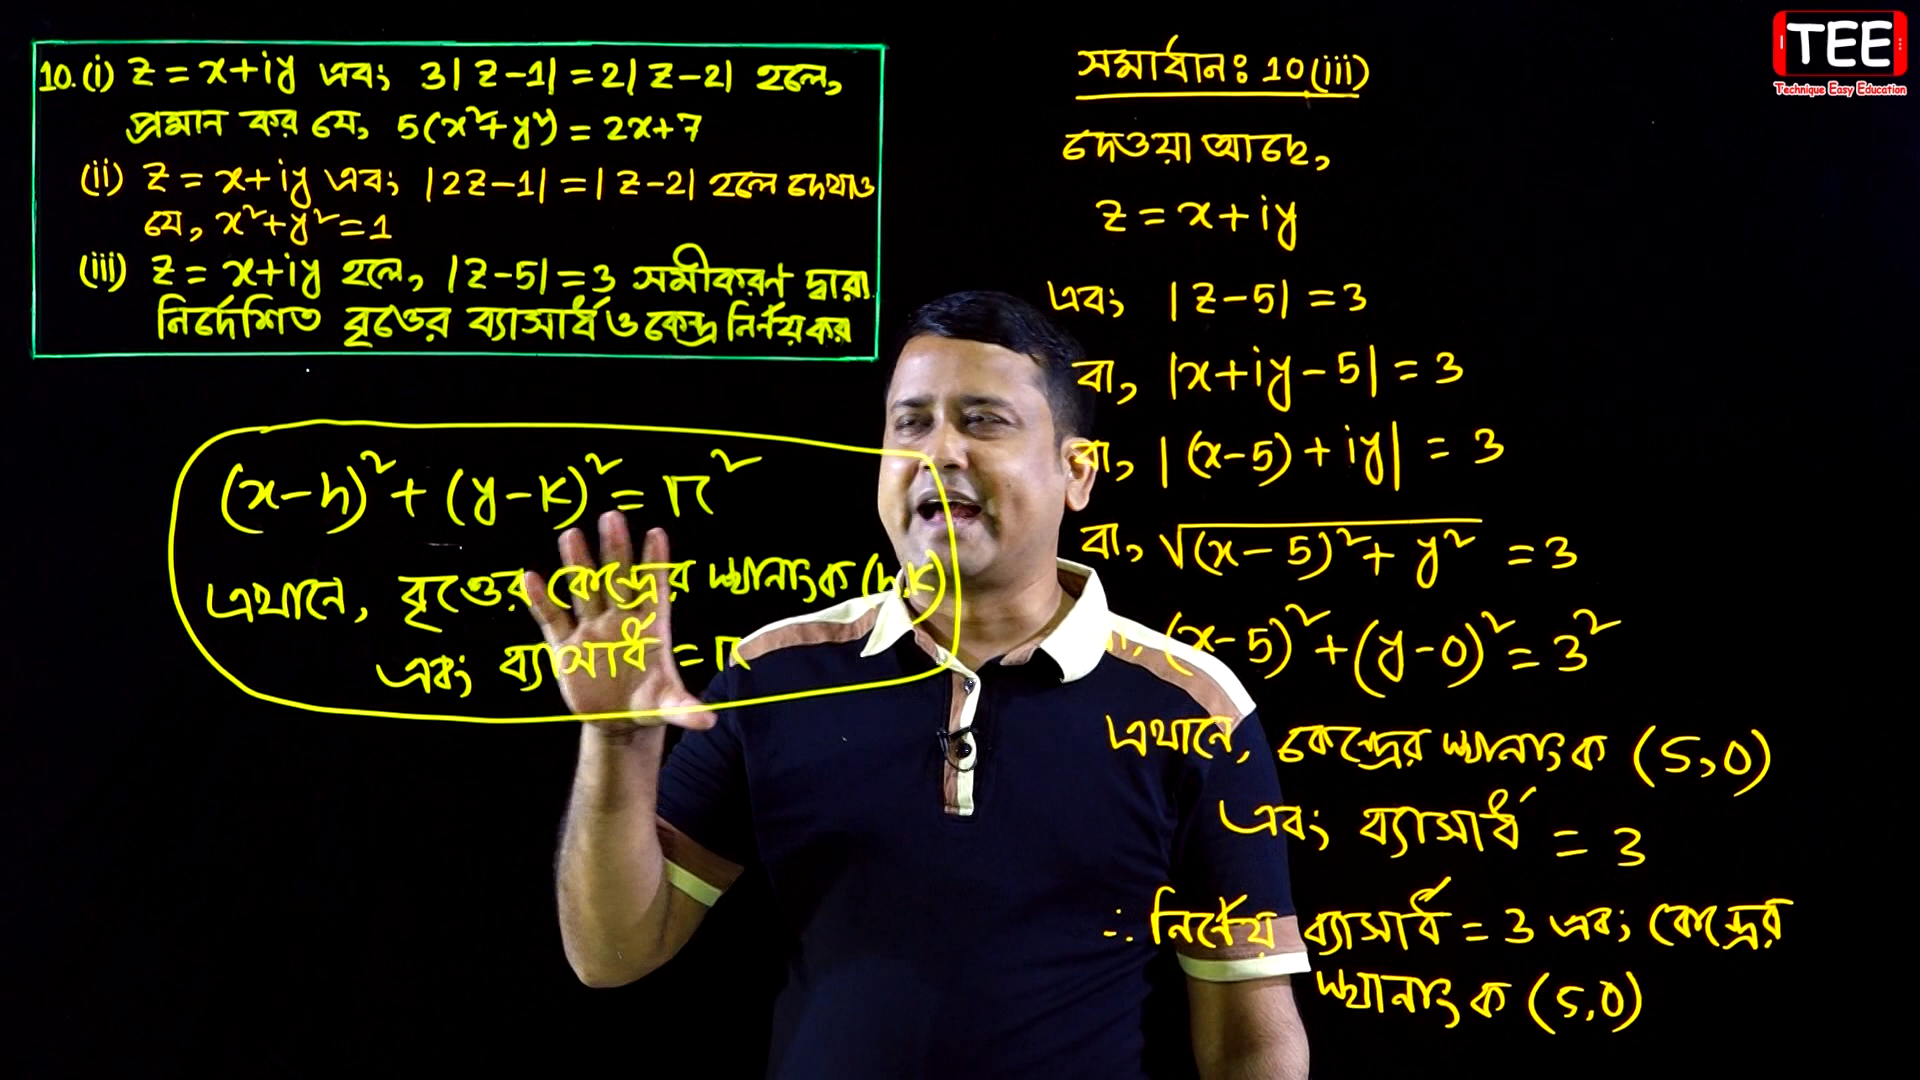 10.(i) z = x+iy এবং 3|z-1| = 2|z-2| হলে,
প্রমান কর যে, 5(x²+y²) = 2x+7
(ii) z = x+iy এবং |2z-1| = |z-2| হলে দেখাও
যে, x²+y² = 1
(iii) z = x+iy হলে, |z-5| = 3 সমীকরণ দ্বারা
নির্দেশিত বৃত্তের ব্যাসার্ধ ও কেন্দ্র নির্ণয় কর
(x-h)² + (y-k)² = r²
এখানে, বৃত্তের কেন্দ্রের স্থানাংক (h,k)
এবং ব্যাসার্ধ = r
সমাধানঃ 10(iii)
দেওয়া আছে,
z = x+iy
এবং |z-5| = 3
বা, |x+iy-5| = 3
বা, |(x-5)+iy| = 3
বা, √(x-5)²+y² = 3
(x-5)²+(y-0)² = 3²
এখানে, কেন্দ্রের স্থানাংক (5,0)
এবং ব্যাসার্ধ = 3
∴ নির্ণেয় ব্যাসার্ধ = 3 এবং কেন্দ্রের
স্থানাংক (5,0)
TEE
Technique Easy Education